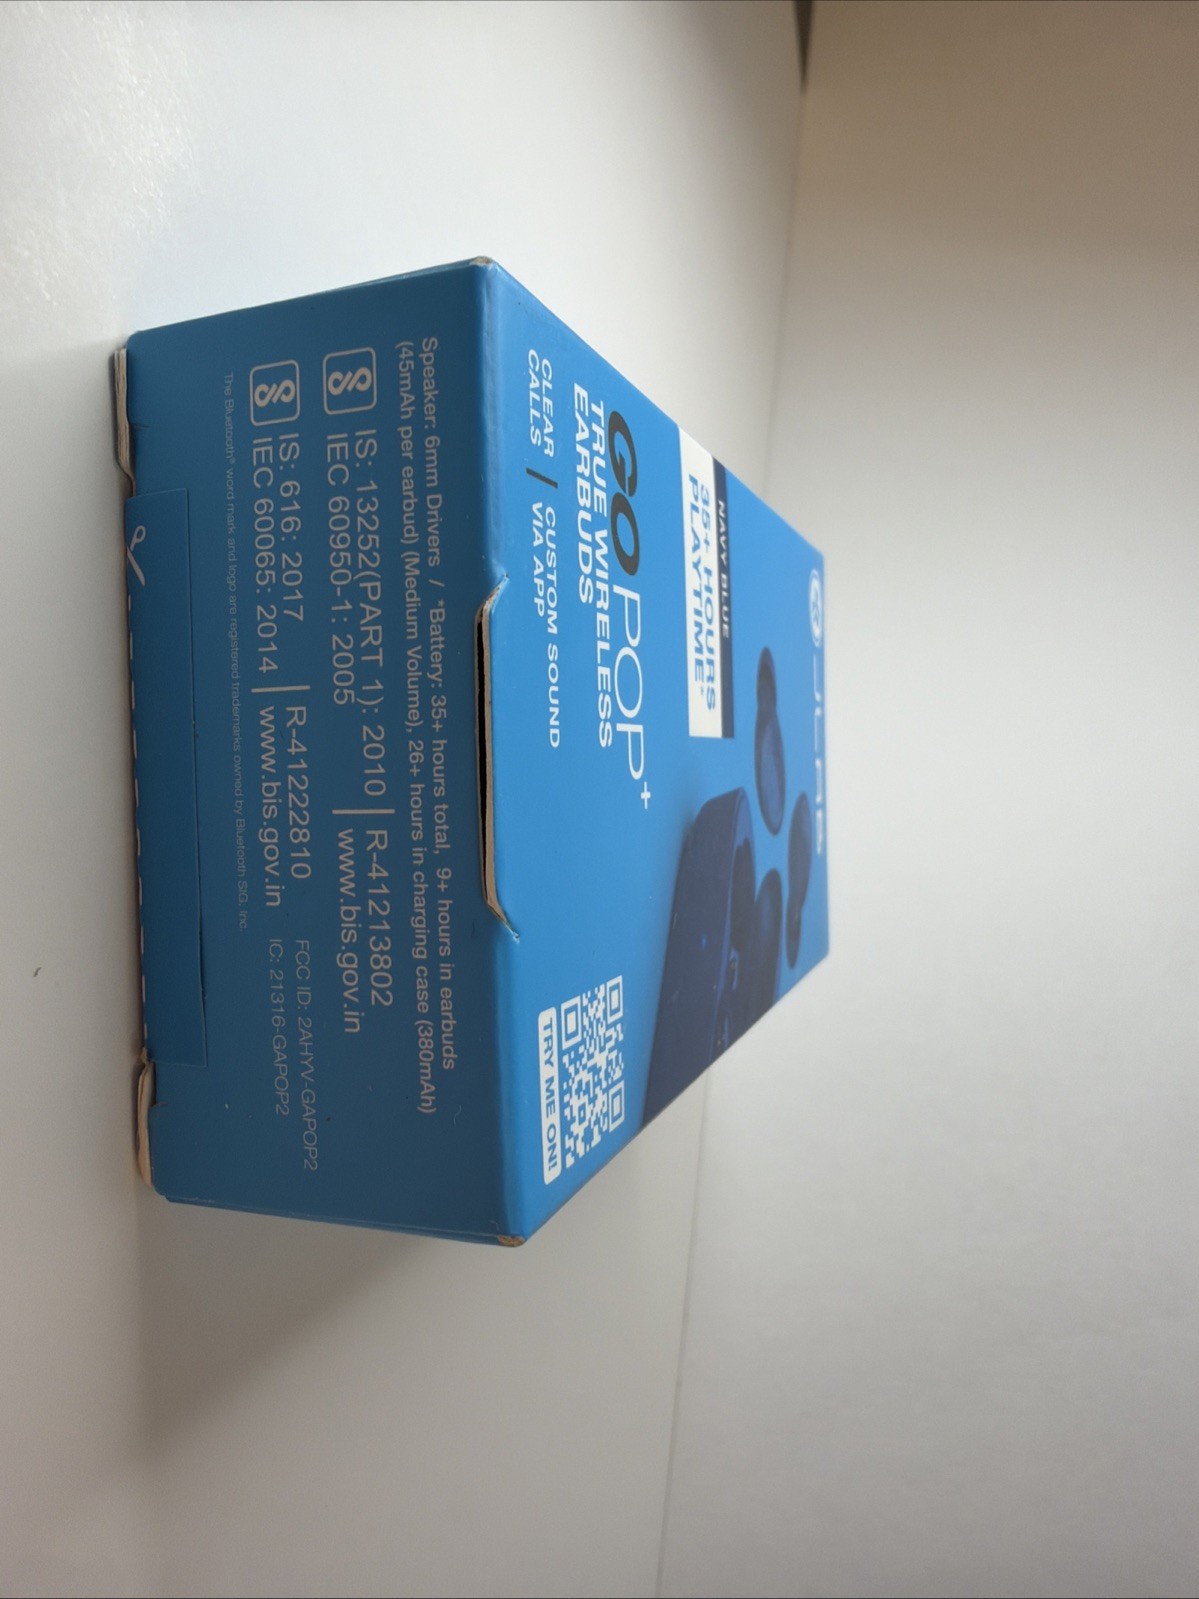 JLAB
NAVY BLUE
35+ HOURS
PLAYTIME*
GO POP+
TRUE WIRELESS
EARBUDS
CLEAR
CALLS
CUSTOM SOUND
VIA APP
TRY ME ON!
Speaker: 6mm Drivers / *Battery: 35+ hours total, 9+ hours in earbuds
(45mAh per earbud) (Medium Volume), 26+ hours in charging case (380mAh)
IS: 13252(PART 1): 2010 | R-41213802
IEC 60950-1: 2005 | www.bis.gov.in
IS: 616: 2017 | R-41222810
IEC 60065: 2014 | www.bis.gov.in
FCC ID: 2AHYV-GAPOP2
IC: 21316-GAPOP2
The Bluetooth® word mark and logo are registered trademarks owned by Bluetooth SIG, Inc.